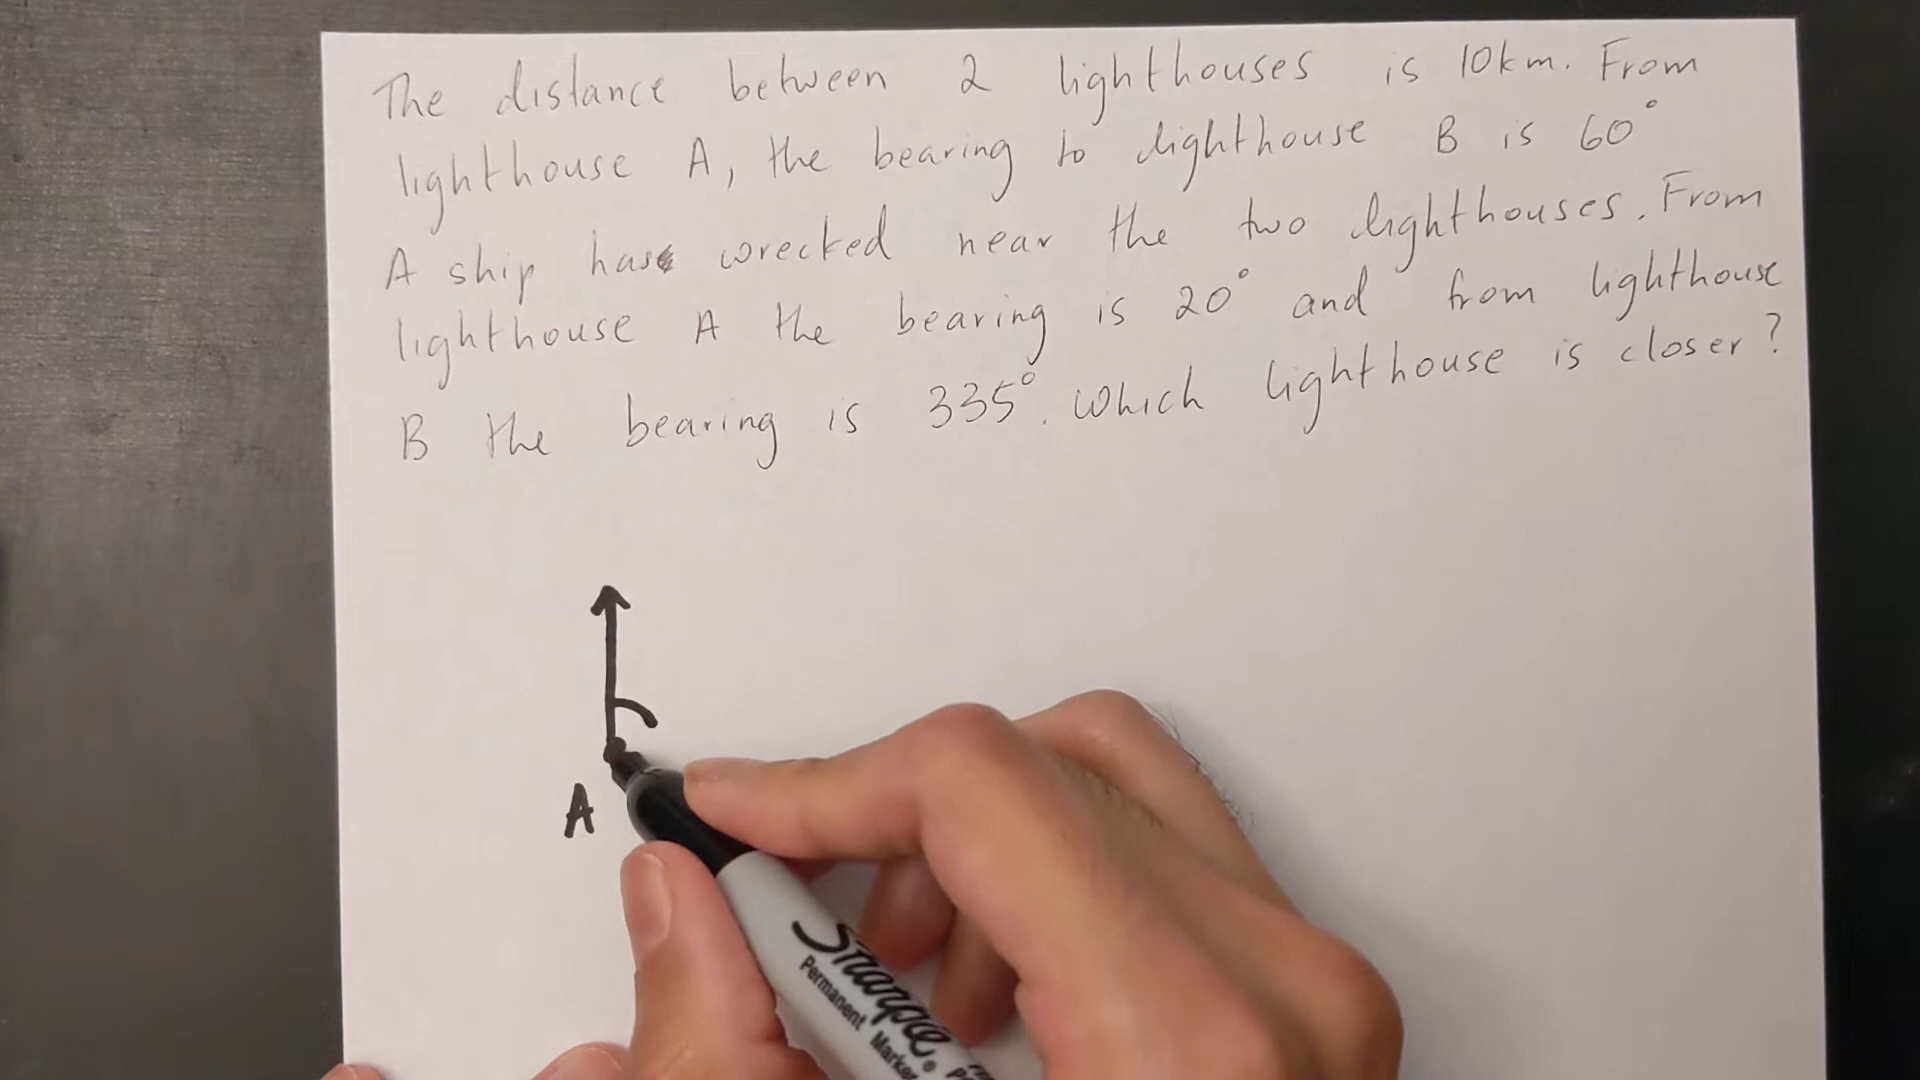 The distance between 2 lighthouses is 10km. From
lighthouse A, the bearing to lighthouse B is 60°
A ship has wrecked near the two lighthouses. From
lighthouse A the bearing is 20° and from lighthouse
B the bearing is 335°. Which lighthouse is closer?
A
Sharpie
Permanent Marker